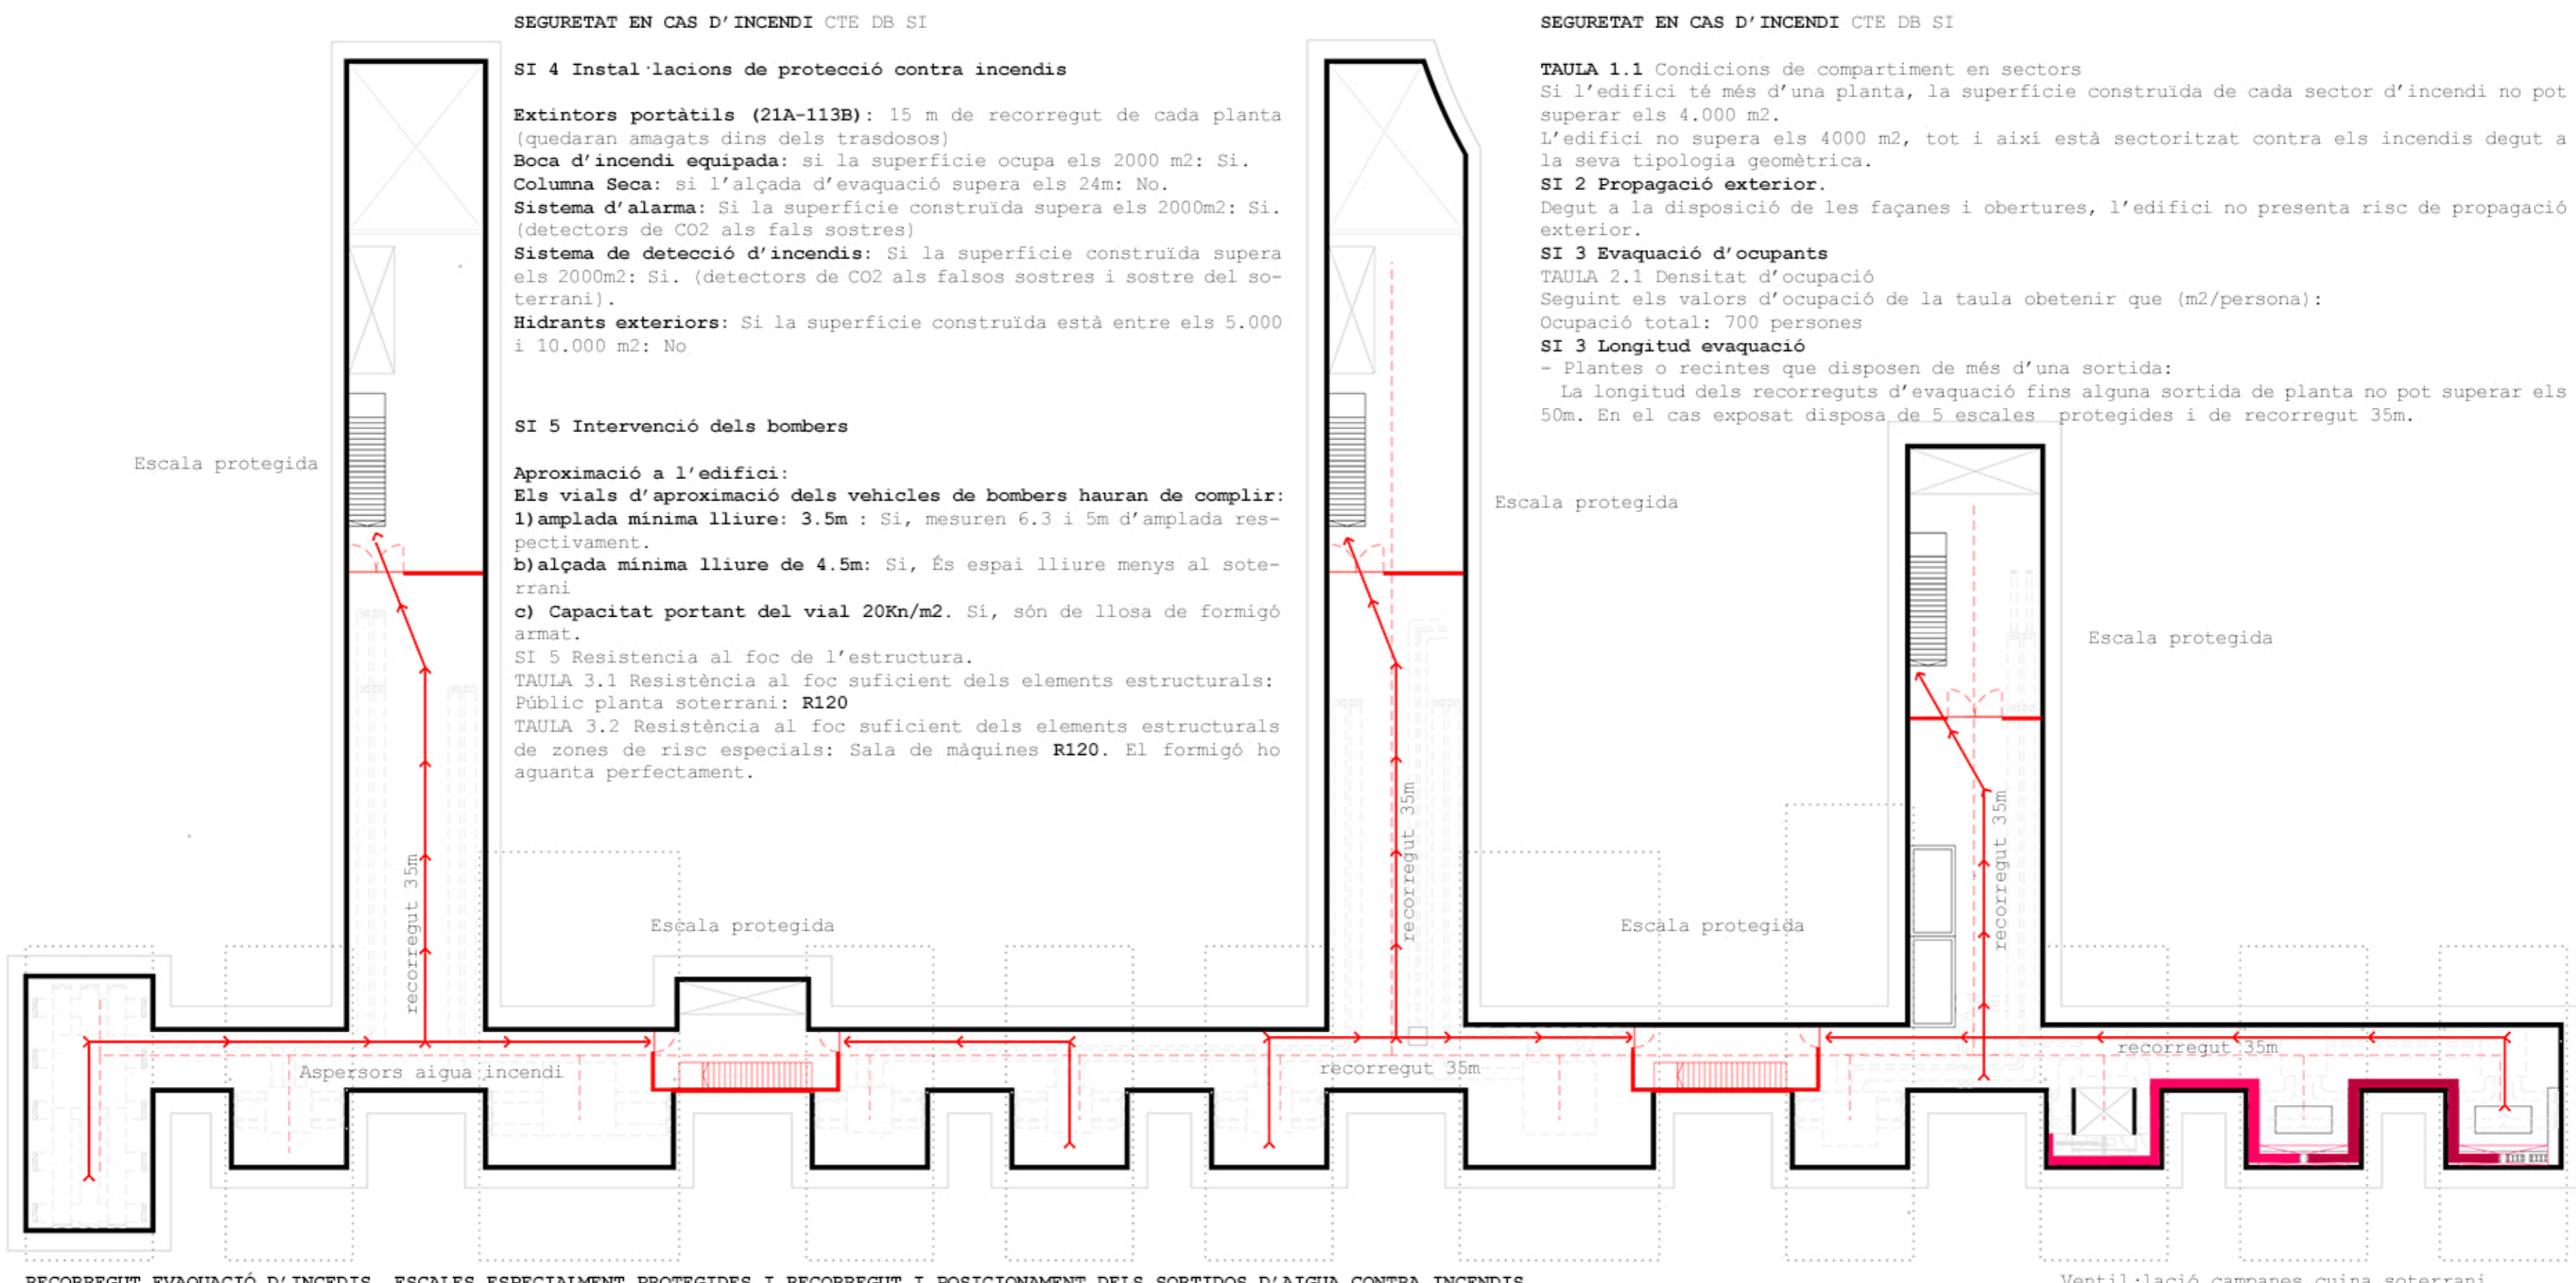 SEGURETAT EN CAS D'INCENDI CTE DB SI
SI 4 Instal·lacions de protecció contra incendis
Extintors portàtils (21A-113B): 15 m de recorregut de cada planta
(quedaran amagats dins dels trasdosos)
Boca d'incendi equipada: si la superfície ocupa els 2000 m2: Si.
Columna Seca: si l'alçada d'evaquació supera els 24m: No.
Sistema d'alarma: Si la superfície construïda supera els 2000m2: Si.
(detectors de CO2 als fals sostres)
Sistema de detecció d'incendis: Si la superfície construïda supera
els 2000m2: Si. (detectors de CO2 als falsos sostres i sostre del so-
terrani).
Hidrants exteriors: Si la superfície construïda està entre els 5.000
i 10.000 m2: No
SI 5 Intervenció dels bombers
Aproximació a l'edifici:
Els vials d'aproximació dels vehicles de bombers hauran de complir:
1)amplada mínima lliure: 3.5m : Si, mesuren 6.3 i 5m d'amplada res-
pectivament.
b)alçada mínima lliure de 4.5m: Si, És espai lliure menys al sote-
rrani
c) Capacitat portant del vial 20Kn/m2. Sí, són de llosa de formigó
armat.
SI 5 Resistencia al foc de l'estructura.
TAULA 3.1 Resistència al foc suficient dels elements estructurals:
Públic planta soterrani: R120
TAULA 3.2 Resistència al foc suficient dels elements estructurals
de zones de risc especials: Sala de màquines R120. El formigó ho
aguanta perfectament.
SEGURETAT EN CAS D'INCENDI CTE DB SI
TAULA 1.1 Condicions de compartiment en sectors
Si l'edifici té més d'una planta, la superfície construïda de cada sector d'incendi no pot
superar els 4.000 m2.
L'edifici no supera els 4000 m2, tot i així està sectoritzat contra els incendis degut a
la seva tipologia geomètrica.
SI 2 Propagació exterior.
Degut a la disposició de les façanes i obertures, l'edifici no presenta risc de propagació
exterior.
SI 3 Evaquació d'ocupants
TAULA 2.1 Densitat d'ocupació
Seguint els valors d'ocupació de la taula obetenir que (m2/persona):
Ocupació total: 700 persones
SI 3 Longitud evaquació
- Plantes o recintes que disposen de més d'una sortida:
La longitud dels recorreguts d'evaquació fins alguna sortida de planta no pot superar els
50m. En el cas exposat disposa de 5 escales protegides i de recorregut 35m.
Escala protegida
Escala protegida
Escala protegida
recorregut 35m
recorregut 35m
recorregut 35m
Escala protegida
Escala protegida
Aspersors aigua incendi
recorregut 35m
recorregut 35m
RECORREGUT EVAQUACIÓ D'INCEDIS, ESCALES ESPECIALMENT PROTEGIDES I RECORREGUT I POSICIONAMENT DELS SORTIDOS D'AIGUA CONTRA INCENDIS
Ventil·lació campanes cuina soterrani